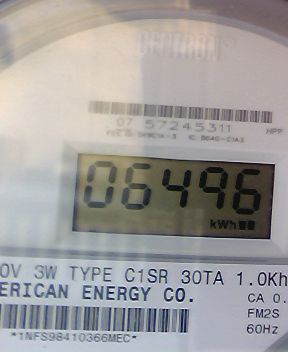 CENTRON
07 57245311 HPP
06496
kWh
0V 3W TYPE C1SR 30TA 1.0Kh
ERICAN ENERGY CO.
CA 0.
FM2S
60Hz
*1NFS98410366MEC*